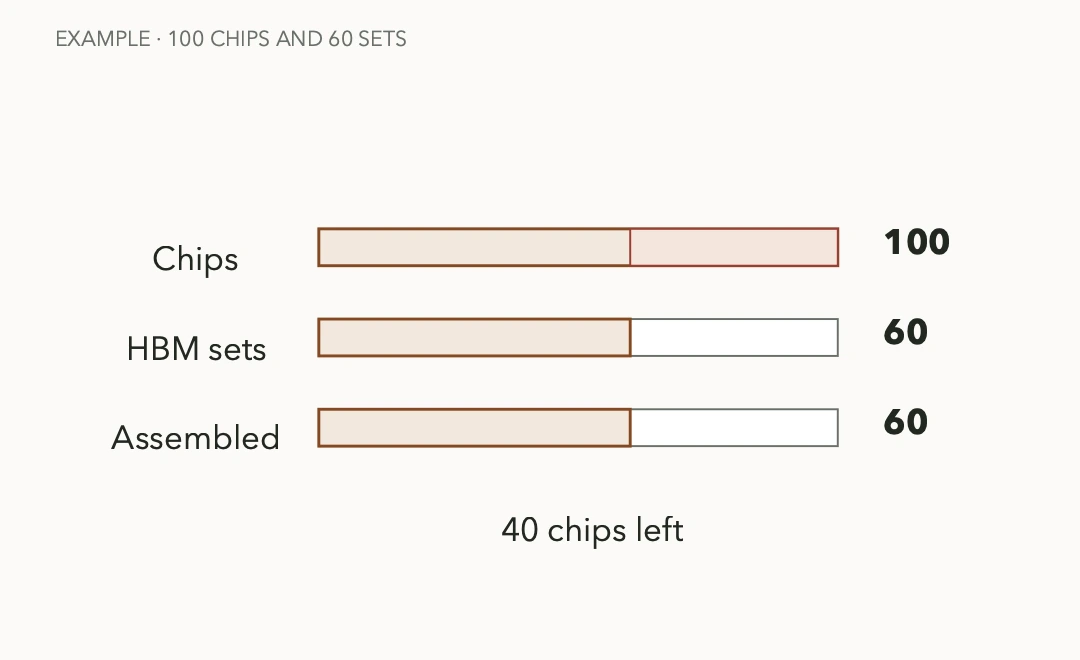 EXAMPLE · 100 CHIPS AND 60 SETS
Chips 100
HBM sets 60
Assembled 60
40 chips left